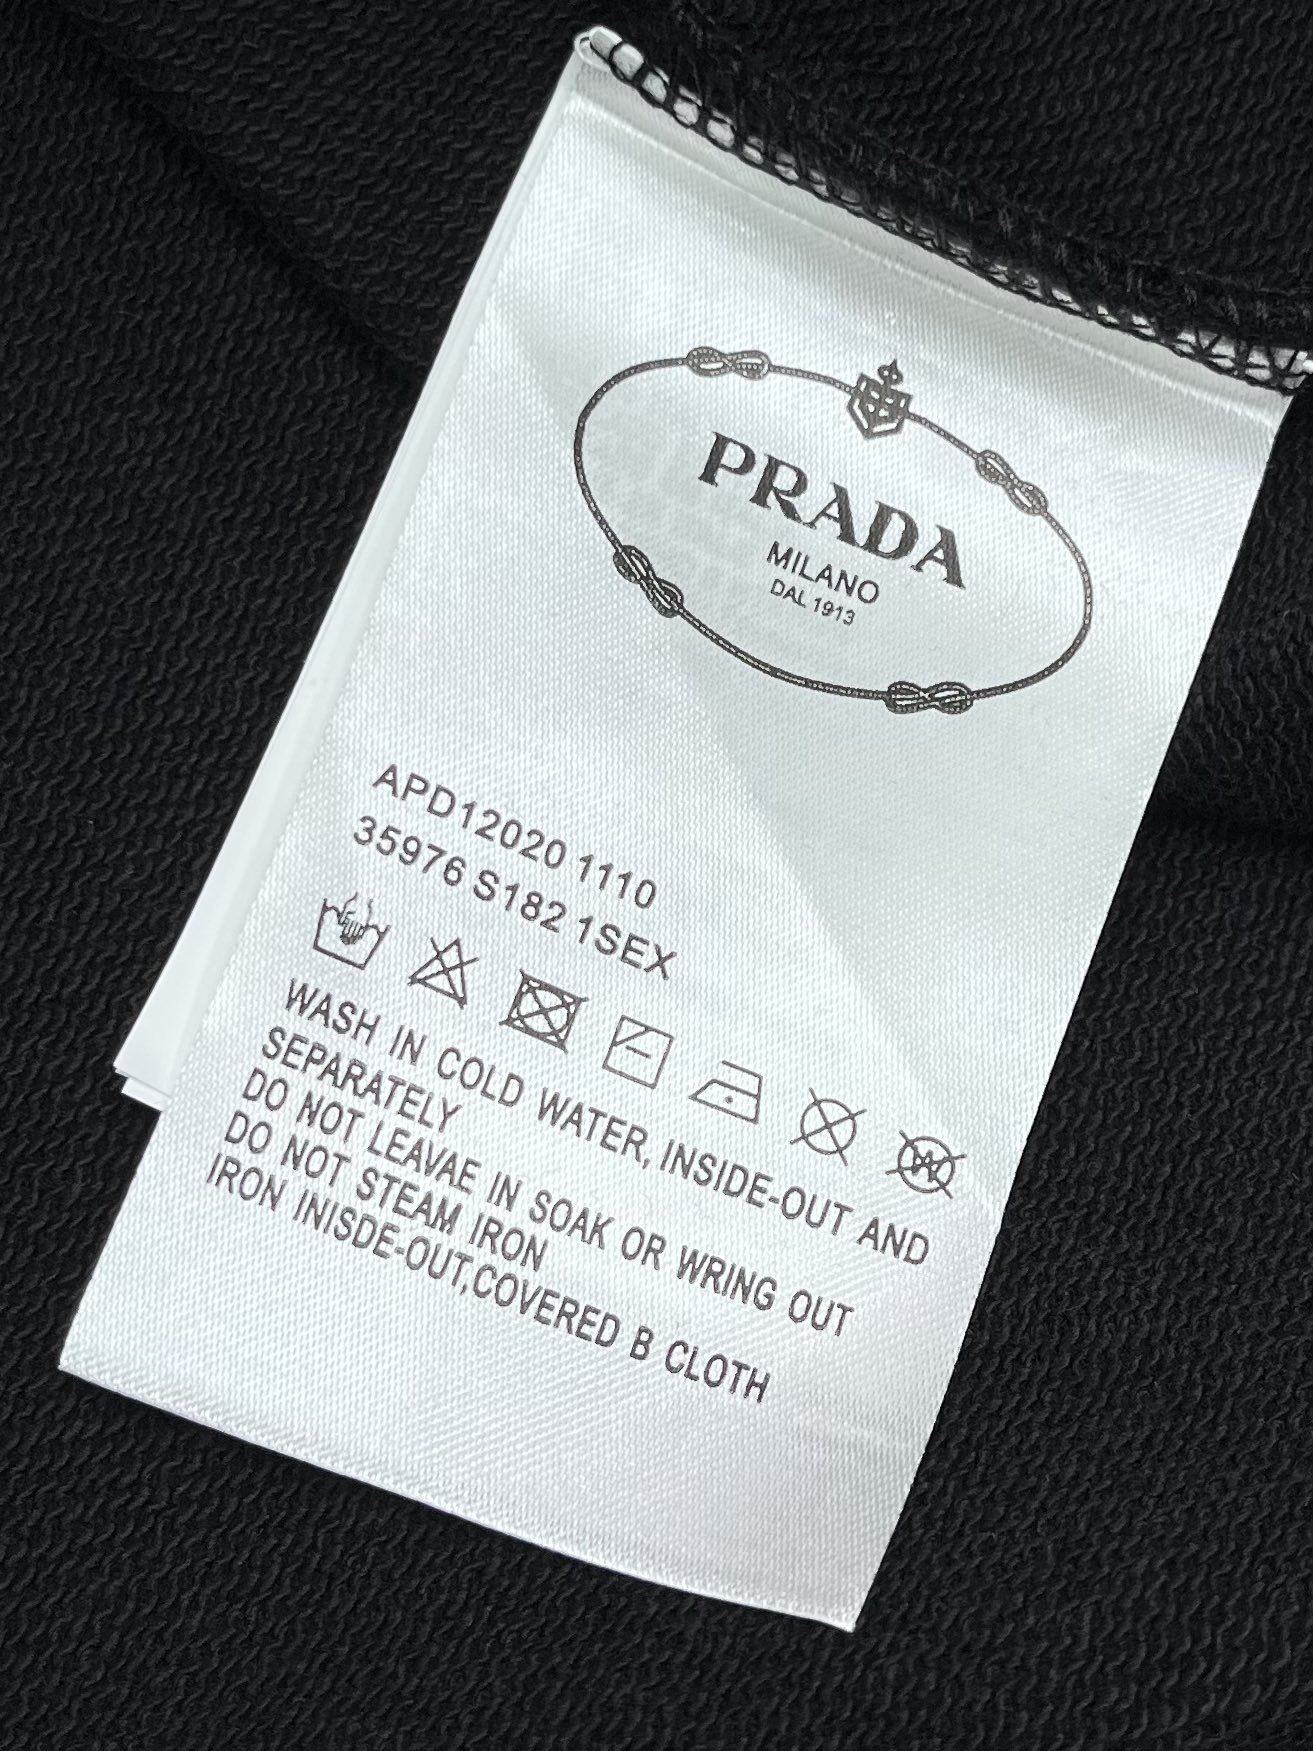 PRADA
MILANO
DAL 1913
APD12020 1110
35976 S182 1SEX
WASH IN COLD WATER, INSIDE-OUT AND
SEPARATELY
DO NOT LEAVAE IN SOAK OR WRING OUT
DO NOT STEAM IRON
IRON INISDE-OUT,COVERED B CLOTH